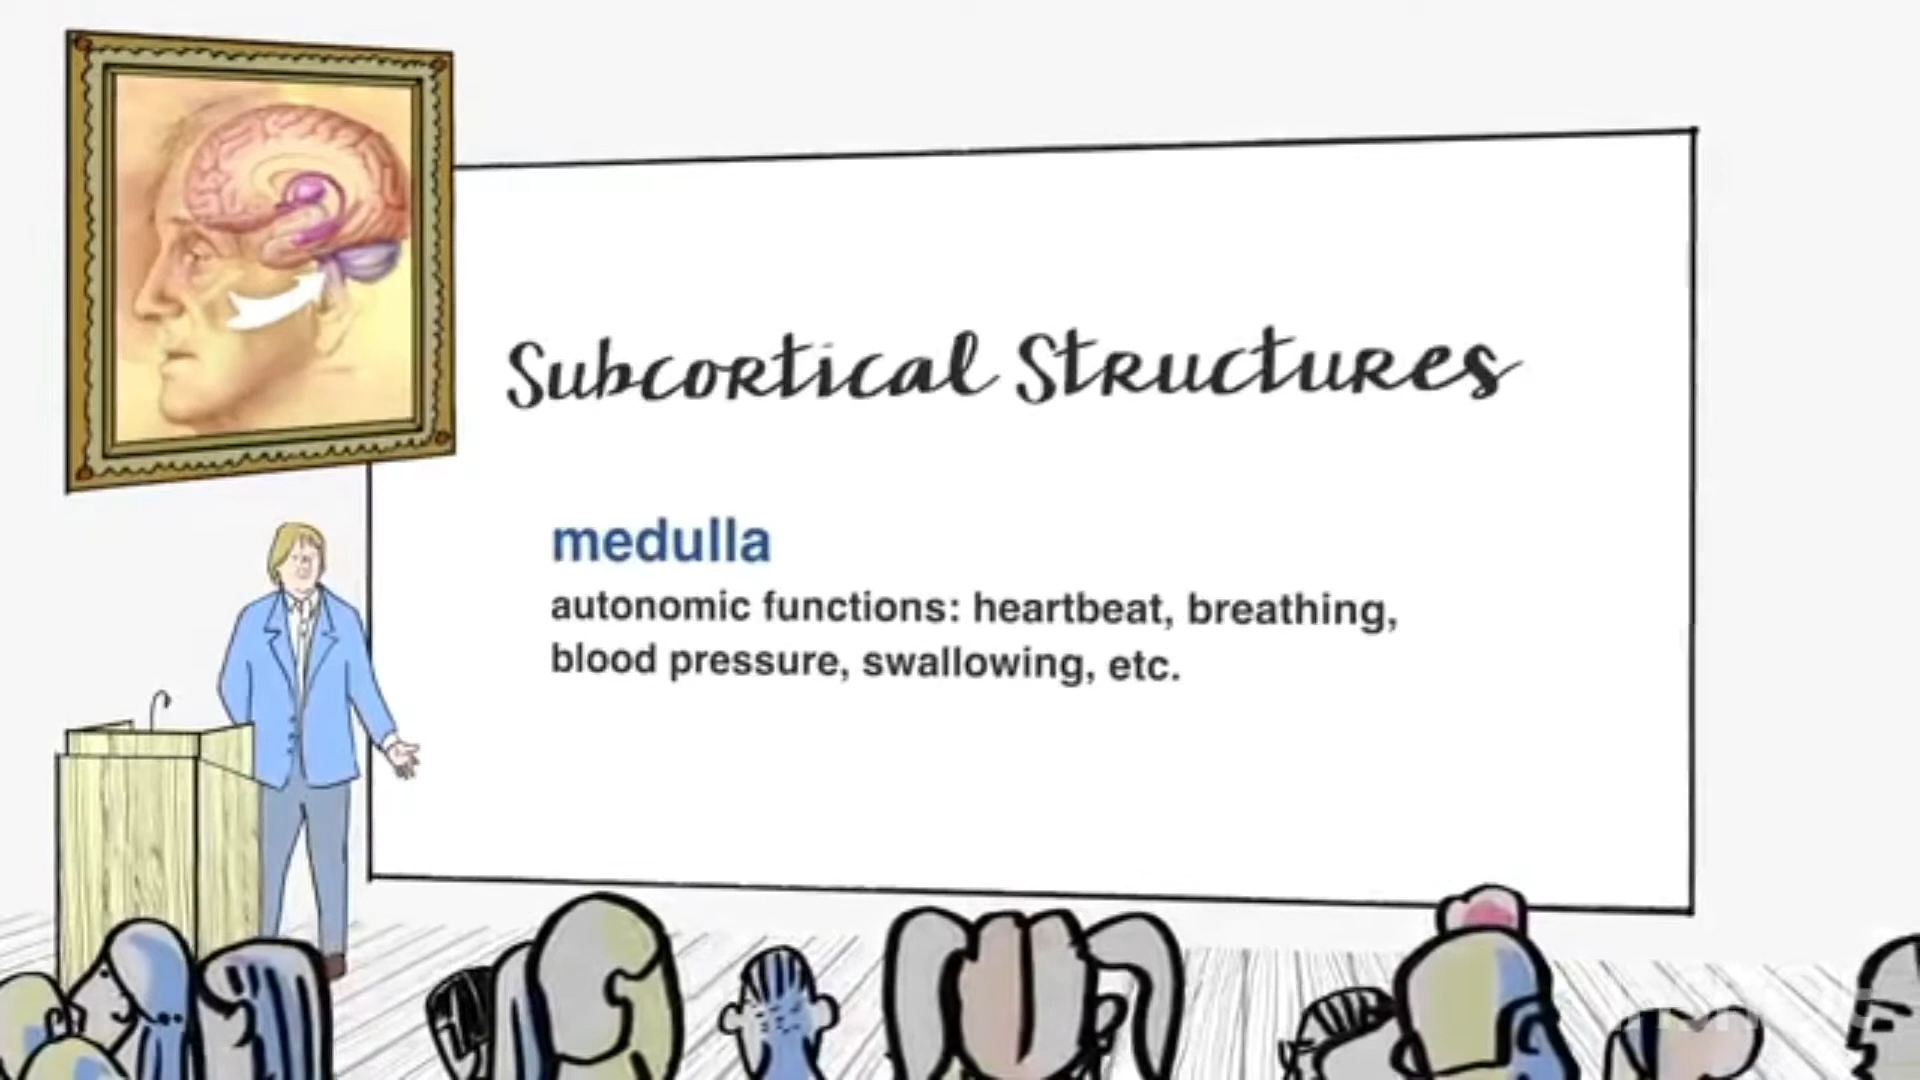 Subcortical Structures
medulla
autonomic functions: heartbeat, breathing,
blood pressure, swallowing, etc.